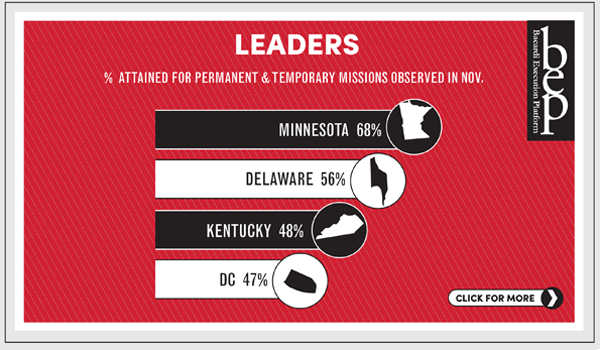 LEADERS
% ATTAINED FOR PERMANENT & TEMPORARY MISSIONS OBSERVED IN NOV.
bep
Bacardi Execution Platform
MINNESOTA 68%
DELAWARE 56%
KENTUCKY 48%
DC 47%
CLICK FOR MORE